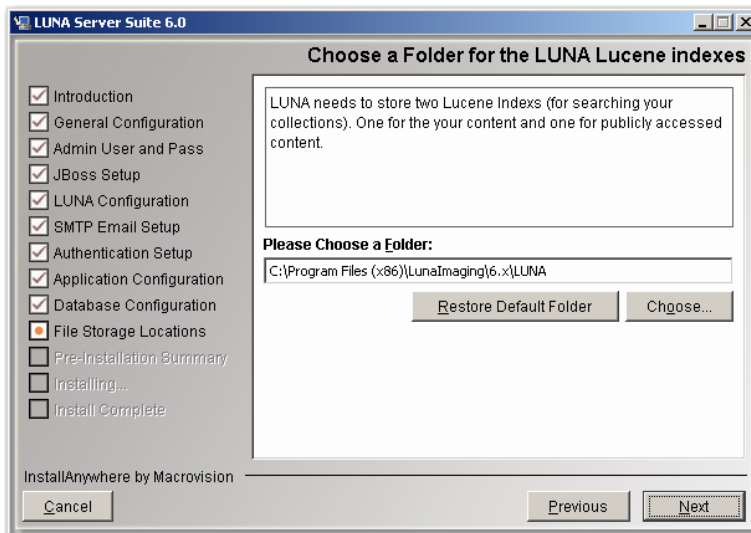 LUNA Server Suite 6.0
Choose a Folder for the LUNA Lucene indexes
Introduction
General Configuration
Admin User and Pass
JBoss Setup
LUNA Configuration
SMTP Email Setup
Authentication Setup
Application Configuration
Database Configuration
File Storage Locations
Pre-Installation Summary
Installing...
Install Complete
LUNA needs to store two Lucene Indexs (for searching your
collections). One for the your content and one for publicly accessed
content.
Please Choose a Folder:
C:\Program Files (x86)\LunaImaging\6.x\LUNA
Restore Default Folder
Choose...
InstallAnywhere by Macrovision
Cancel
Previous
Next